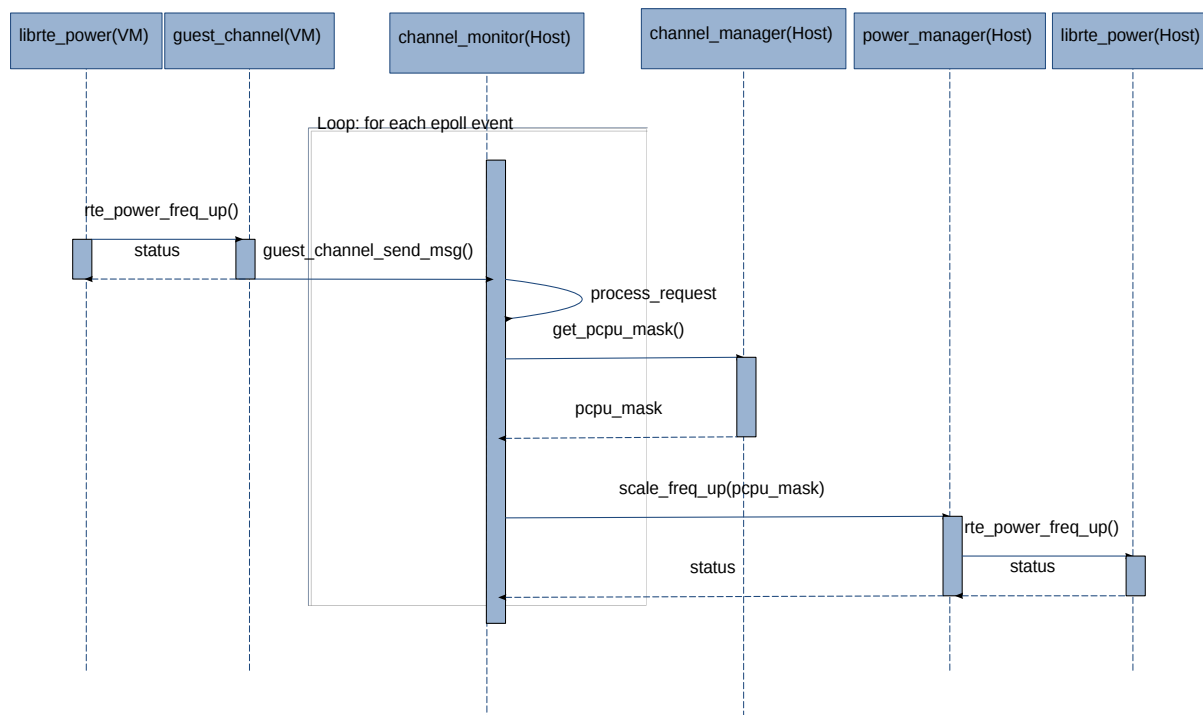 librte_power(VM)
guest_channel(VM)
channel_monitor(Host)
channel_manager(Host)
power_manager(Host)
librte_power(Host)
Loop: for each epoll event
rte_power_freq_up()
status
guest_channel_send_msg()
process_request
get_pcpu_mask()
pcpu_mask
scale_freq_up(pcpu_mask)
rte_power_freq_up()
status
status